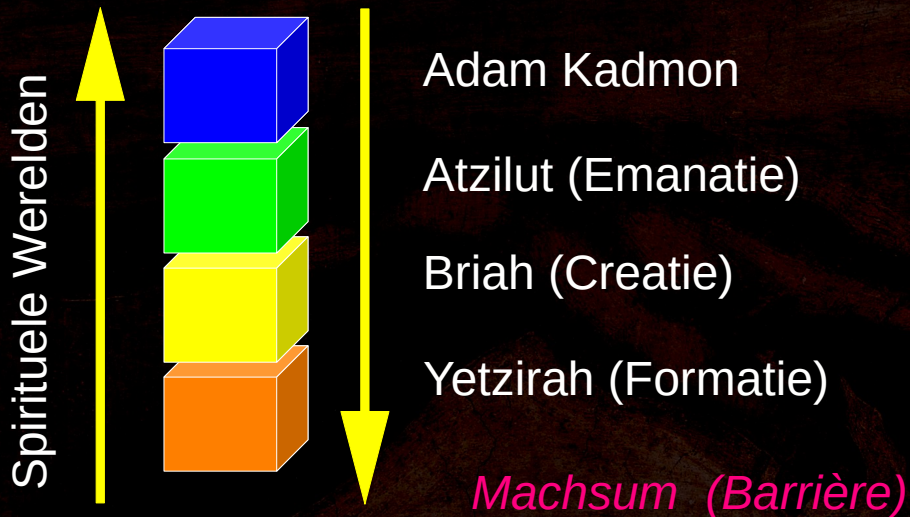 Spirituele Werelden
Adam Kadmon
Atzilut (Emanatie)
Briah (Creatie)
Yetzirah (Formatie)
Machsum (Barrière)